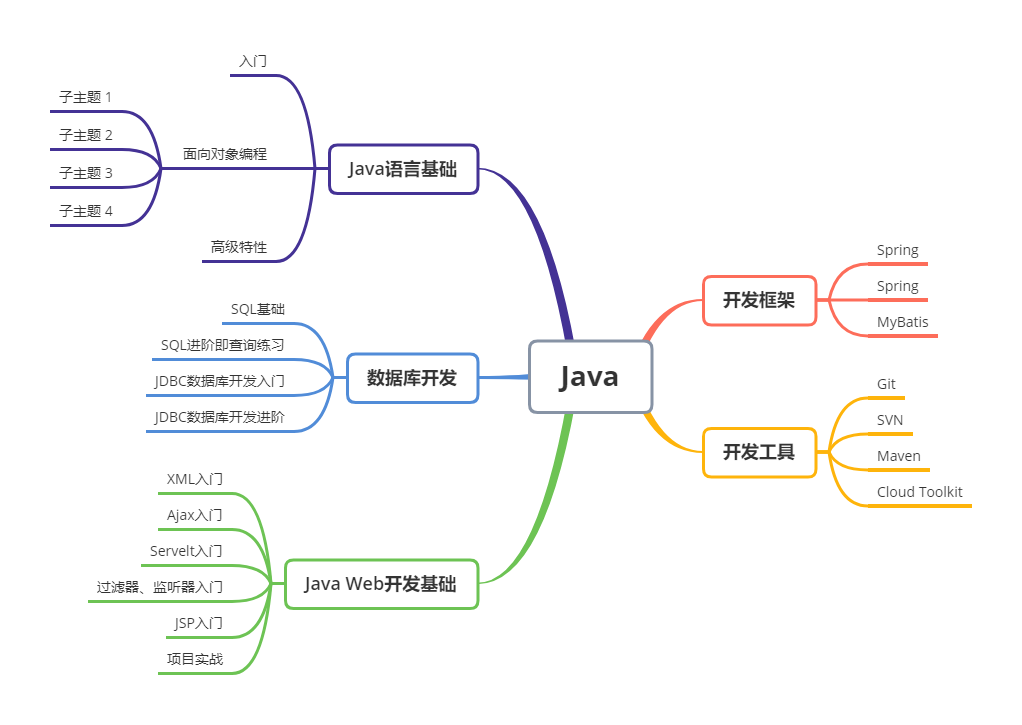 Java
Java语言基础
入门
面向对象编程
子主题 1
子主题 2
子主题 3
子主题 4
高级特性
数据库开发
SQL基础
SQL进阶即查询练习
JDBC数据库开发入门
JDBC数据库开发进阶
Java Web开发基础
XML入门
Ajax入门
Servelt入门
过滤器、监听器入门
JSP入门
项目实战
开发框架
Spring
Spring
MyBatis
开发工具
Git
SVN
Maven
Cloud Toolkit